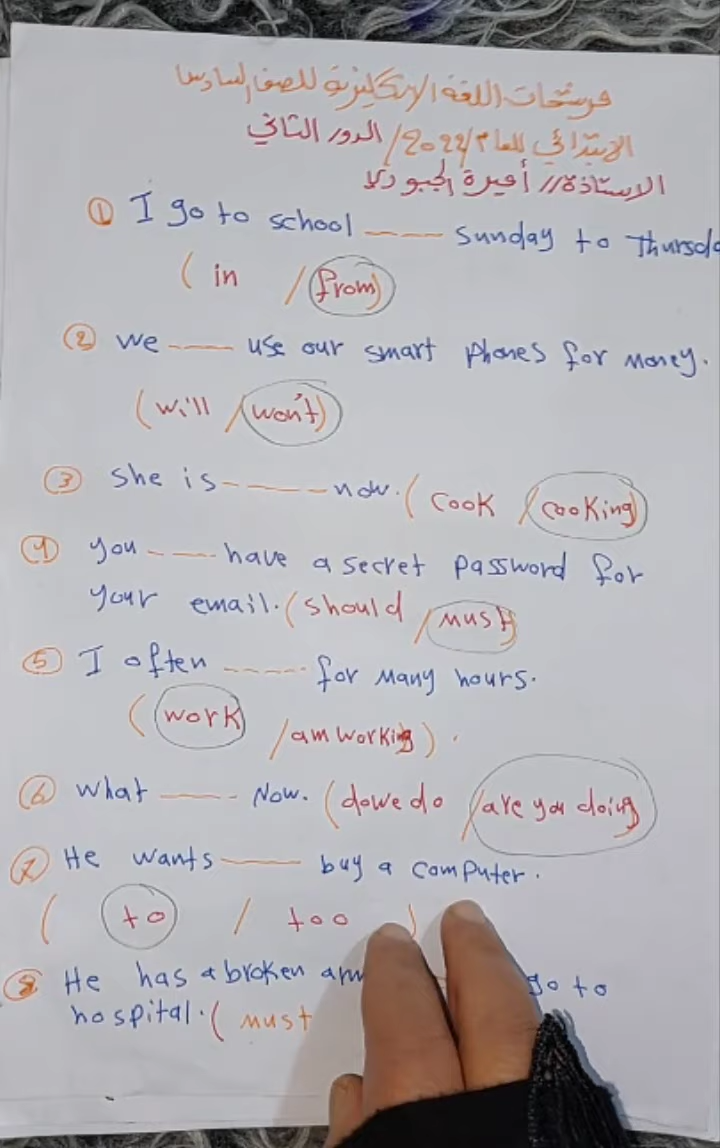 مرشحات اللغة الانكليزية للصف السادس
الابتدائي للعام /2022/ الدور الثاني
الاستاذة// أميرة الجبوري
① I go to school ---- Sunday to Thursd
( in / from)
② we ---- use our smart phones for money.
(will / won't)
③ she is ---- now. ( cook / cooking)
④ you ---- have a secret password for
your email. (should / must
⑤ I often ---- for many hours.
( work / am working) .
⑥ what ---- Now. (dowe do / are you doing
⑦ He wants ---- buy a computer.
( to / too )
⑧ He has a broken go to
hospital. ( must